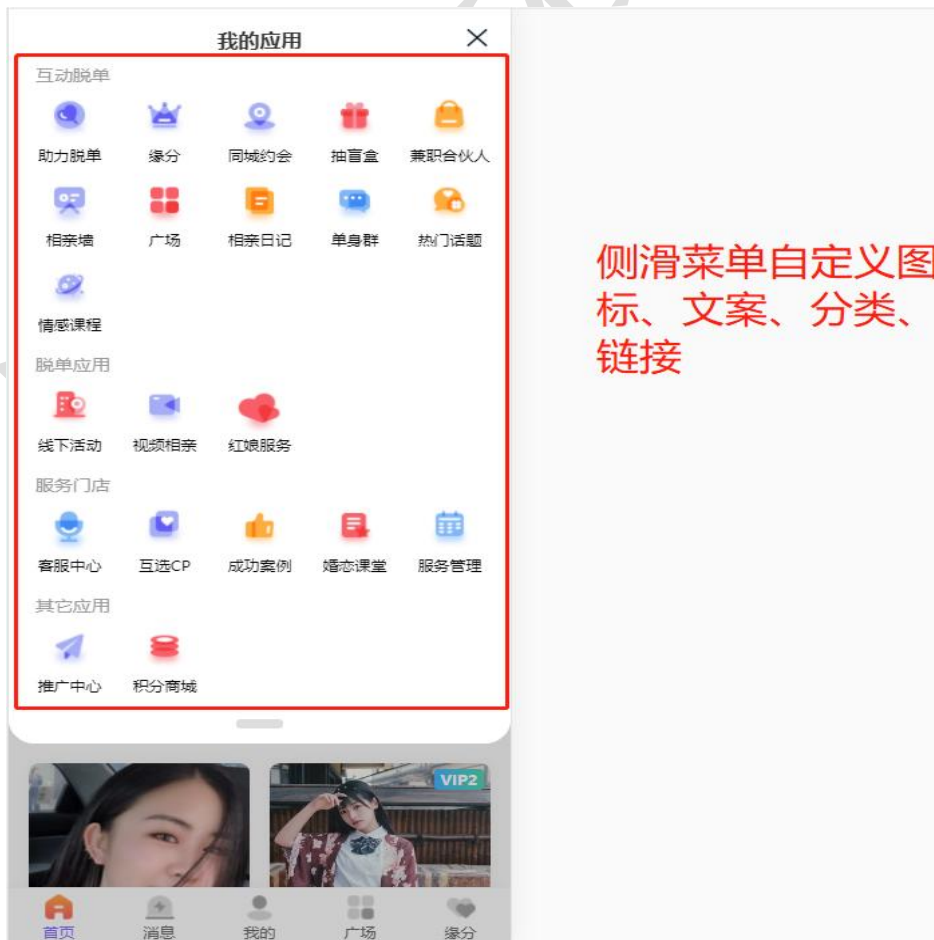 我的应用
互动脱单
助力脱单 缘分 同城约会 抽盲盒 兼职合伙人
相亲墙 广场 相亲日记 单身群 热门话题
情感课程
脱单应用
线下活动 视频相亲 红娘服务
服务门店
客服中心 互选CP 成功案例 婚恋课堂 服务管理
其它应用
推广中心 积分商城
VIP2
首页 消息 我的 广场 缘分
侧滑菜单自定义图
标、文案、分类、
链接